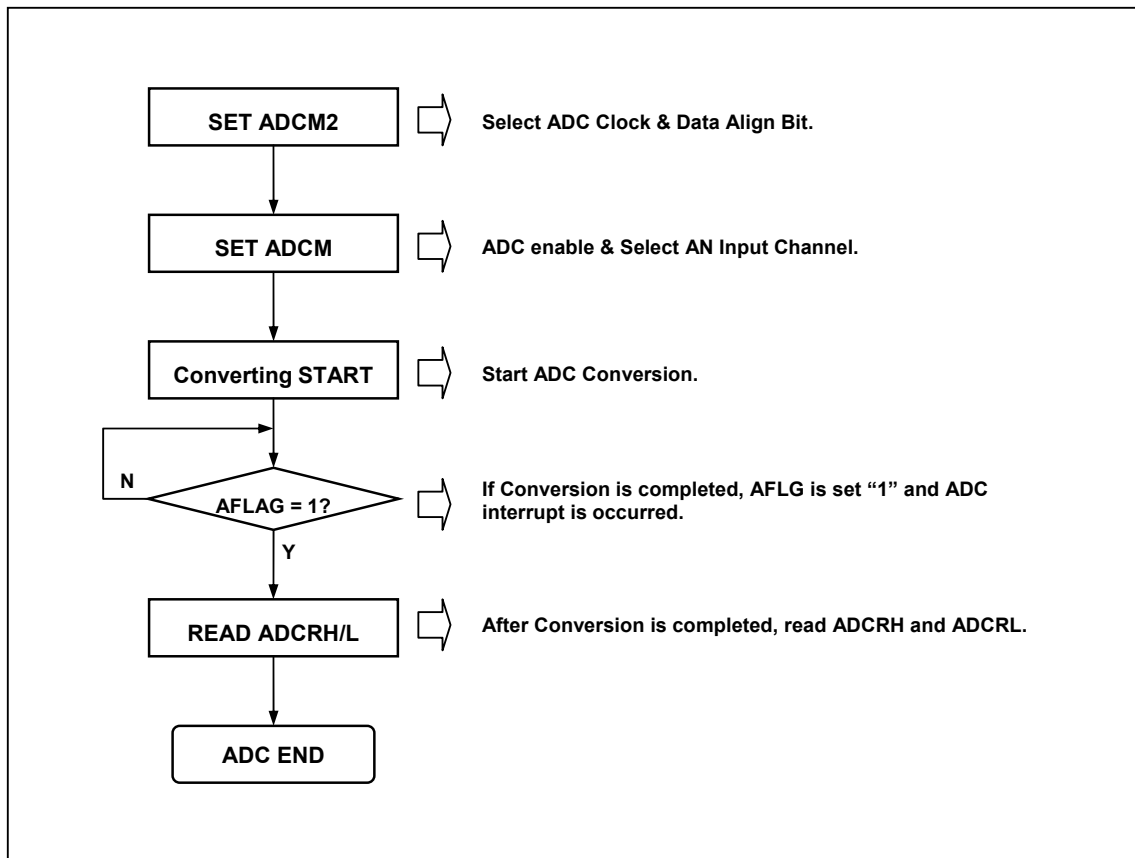 SET ADCM2
Select ADC Clock & Data Align Bit.
SET ADCM
ADC enable & Select AN Input Channel.
Converting START
Start ADC Conversion.
N
AFLAG = 1?
If Conversion is completed, AFLG is set “1” and ADC
interrupt is occurred.
Y
READ ADCRH/L
After Conversion is completed, read ADCRH and ADCRL.
ADC END